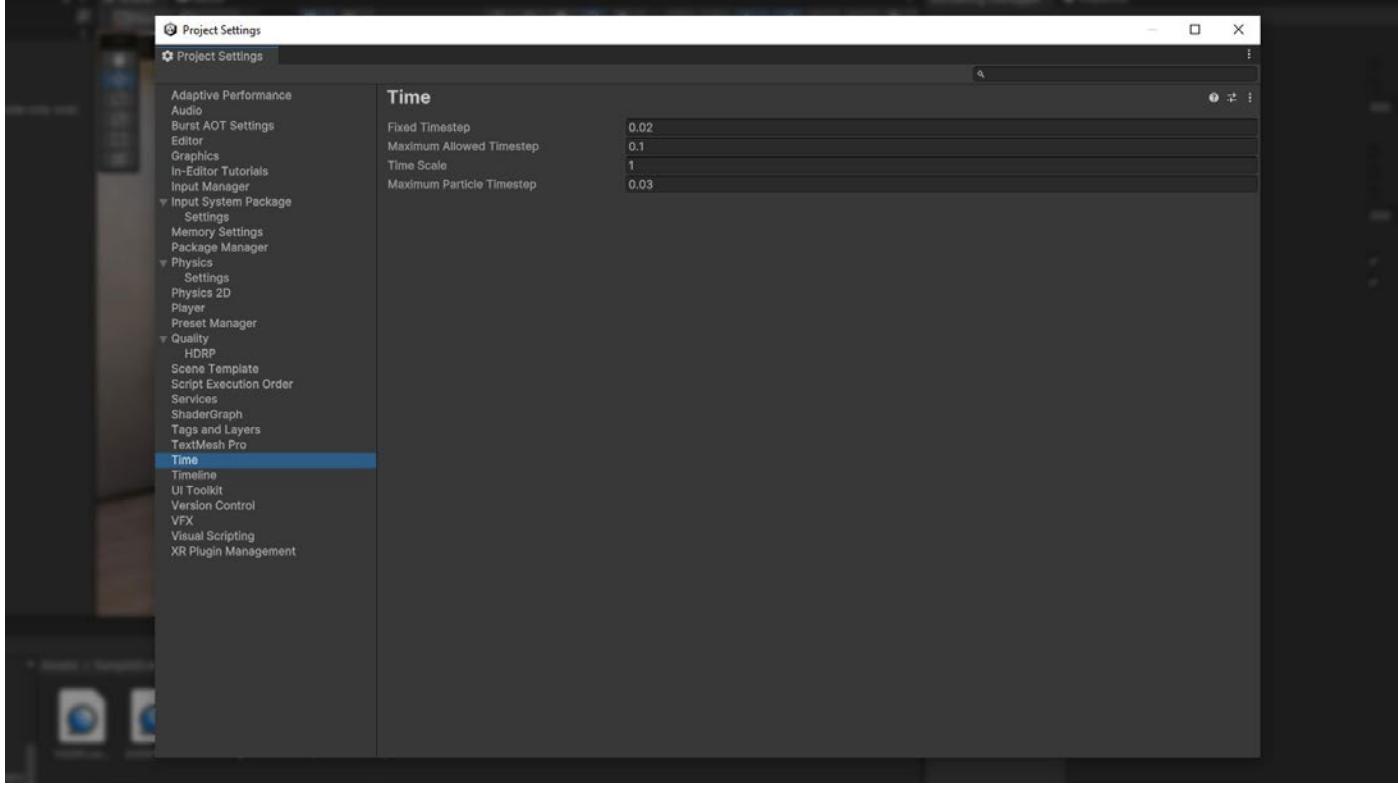 Project Settings
Project Settings
Adaptive Performance
Audio
Burst AOT Settings
Editor
Graphics
In-Editor Tutorials
Input Manager
Input System Package
Settings
Memory Settings
Package Manager
Physics
Settings
Physics 2D
Player
Preset Manager
Quality
HDRP
Scene Template
Script Execution Order
Services
ShaderGraph
Tags and Layers
TextMesh Pro
Time
Timeline
UI Toolkit
Version Control
VFX
Visual Scripting
XR Plugin Management
Time
Fixed Timestep 0.02
Maximum Allowed Timestep 0.1
Time Scale 1
Maximum Particle Timestep 0.03